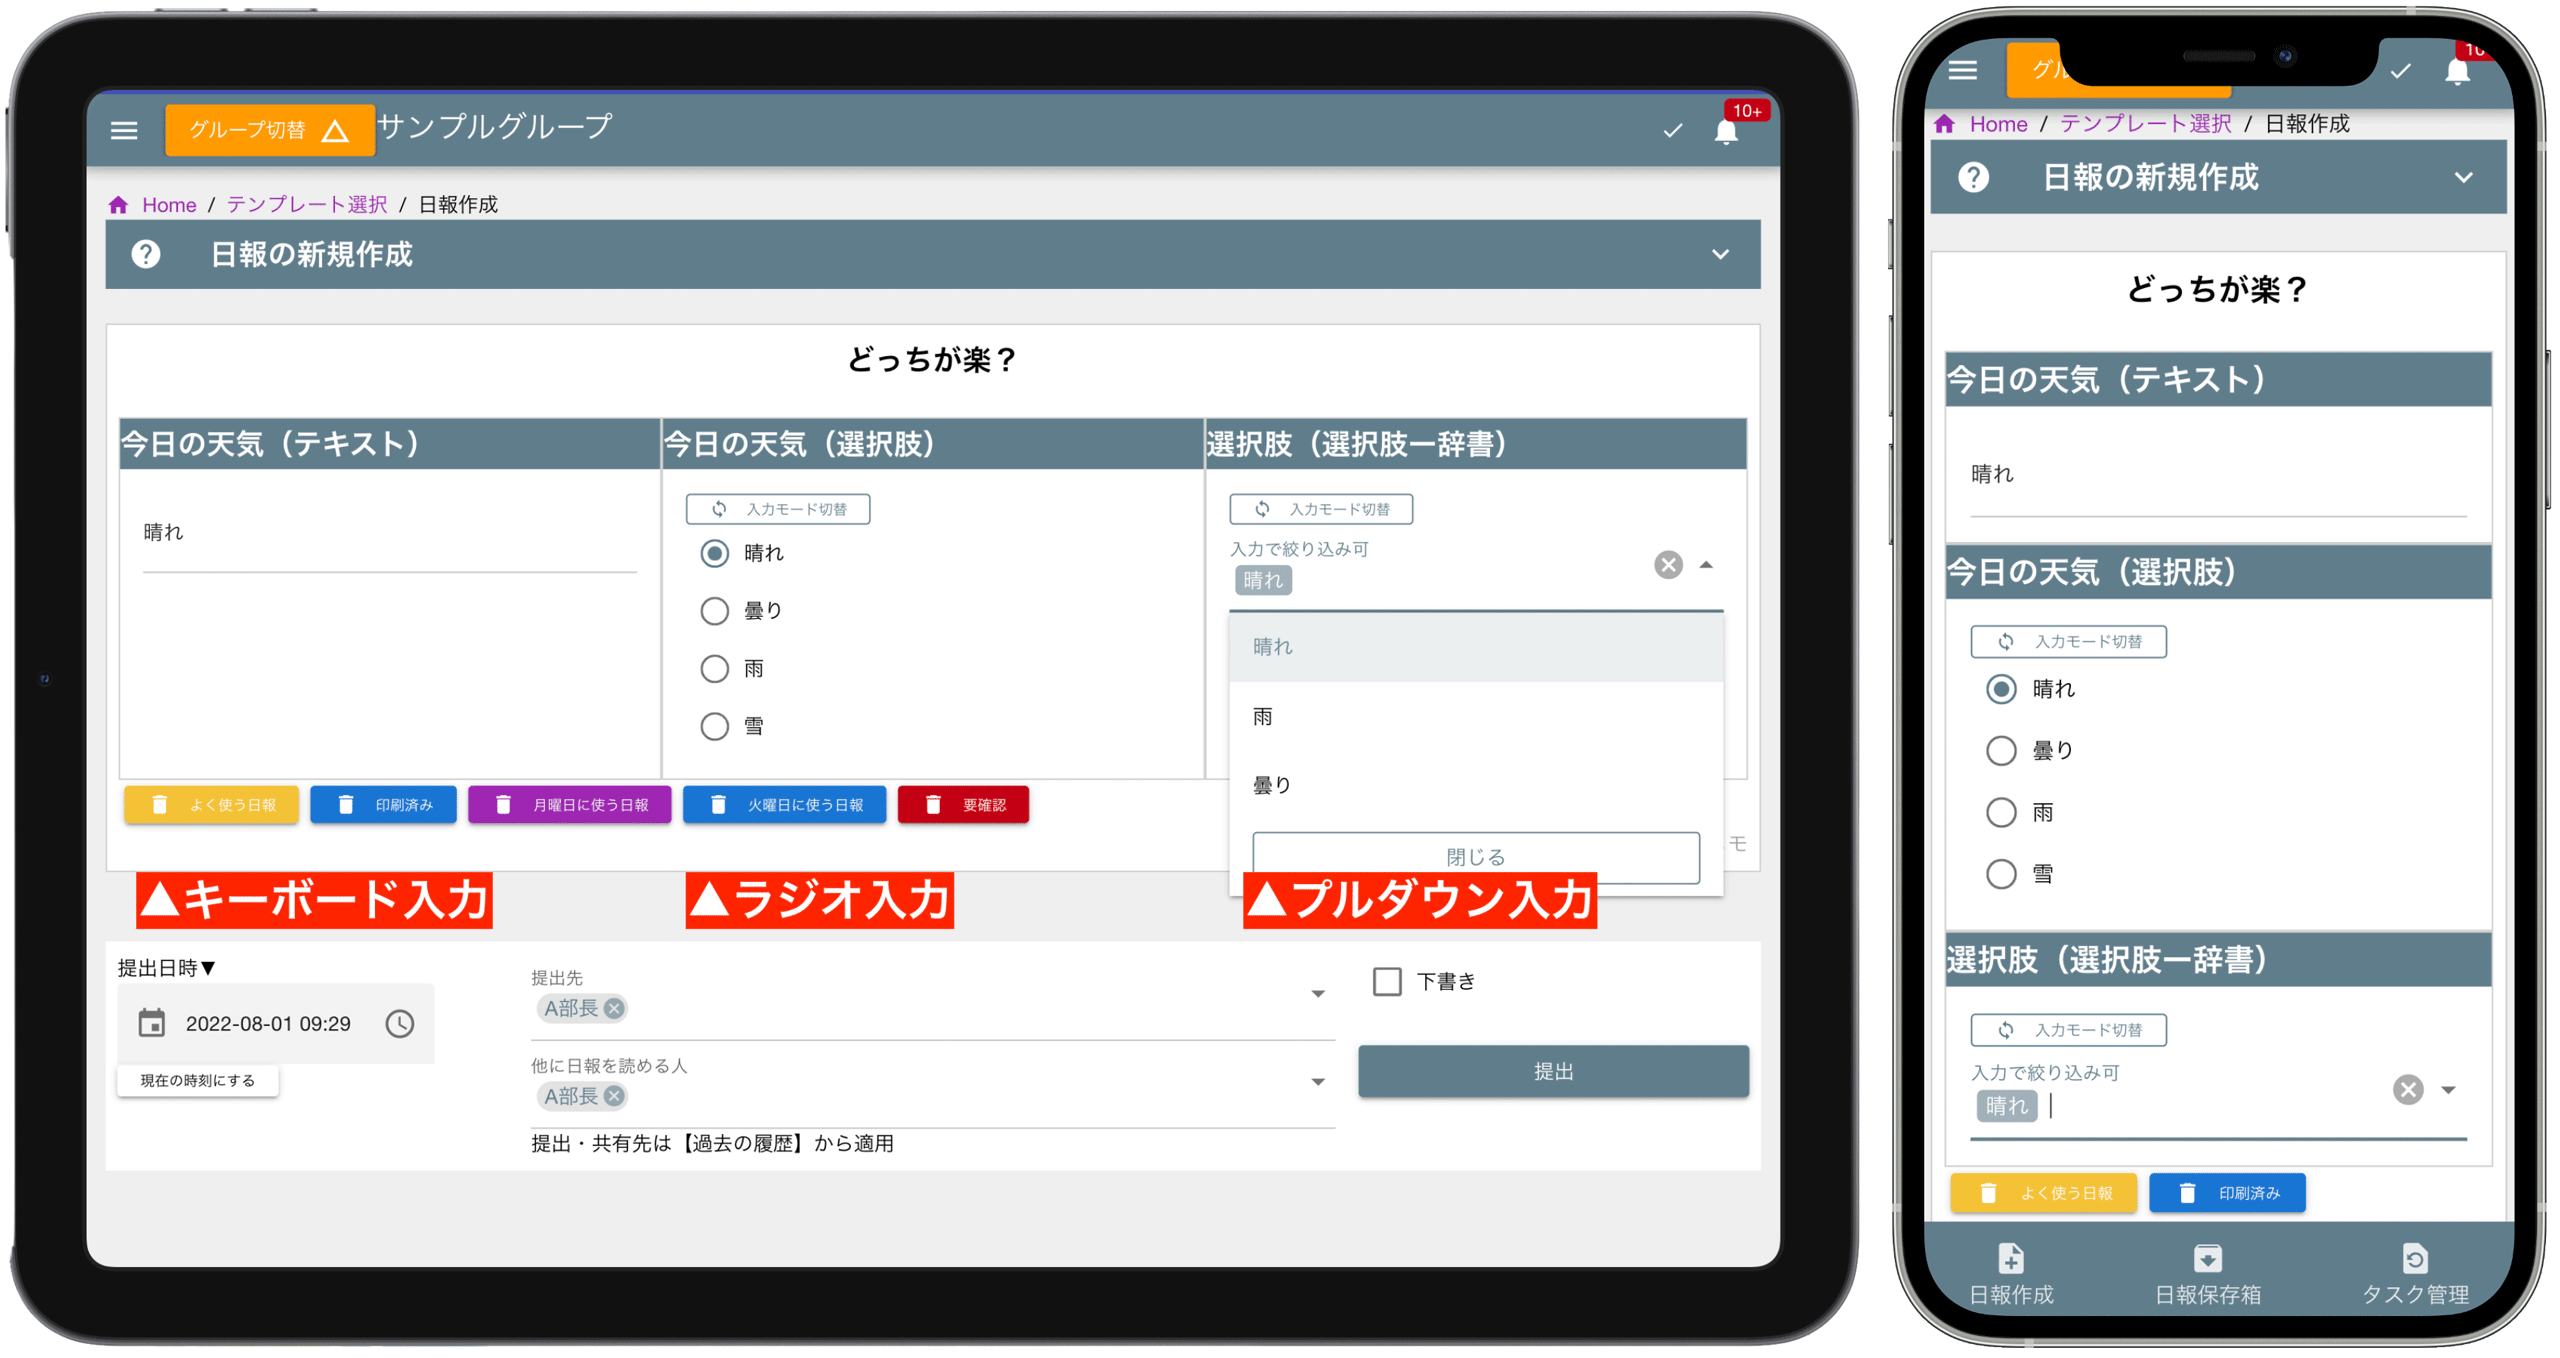 グループ切替 サンプルグループ
10+
Home / テンプレート選択 / 日報作成
日報の新規作成
どっちが楽？
今日の天気（テキスト）
晴れ
今日の天気（選択肢）
入力モード切替
晴れ
曇り
雨
雪
選択肢（選択肢ー辞書）
入力モード切替
入力で絞り込み可
晴れ
晴れ
雨
曇り
閉じる
モ
よく使う日報 印刷済み 月曜日に使う日報 火曜日に使う日報 要確認
▲キーボード入力 ▲ラジオ入力 ▲プルダウン入力
提出日時▼
2022-08-01 09:29
現在の時刻にする
提出先
A部長
他に日報を読める人
A部長
提出・共有先は【過去の履歴】から適用
下書き
提出
グル
10
Home / テンプレート選択 / 日報作成
日報の新規作成
どっちが楽？
今日の天気（テキスト）
晴れ
今日の天気（選択肢）
入力モード切替
晴れ
曇り
雨
雪
選択肢（選択肢ー辞書）
入力モード切替
入力で絞り込み可
晴れ
よく使う日報 印刷済み
日報作成 日報保存箱 タスク管理